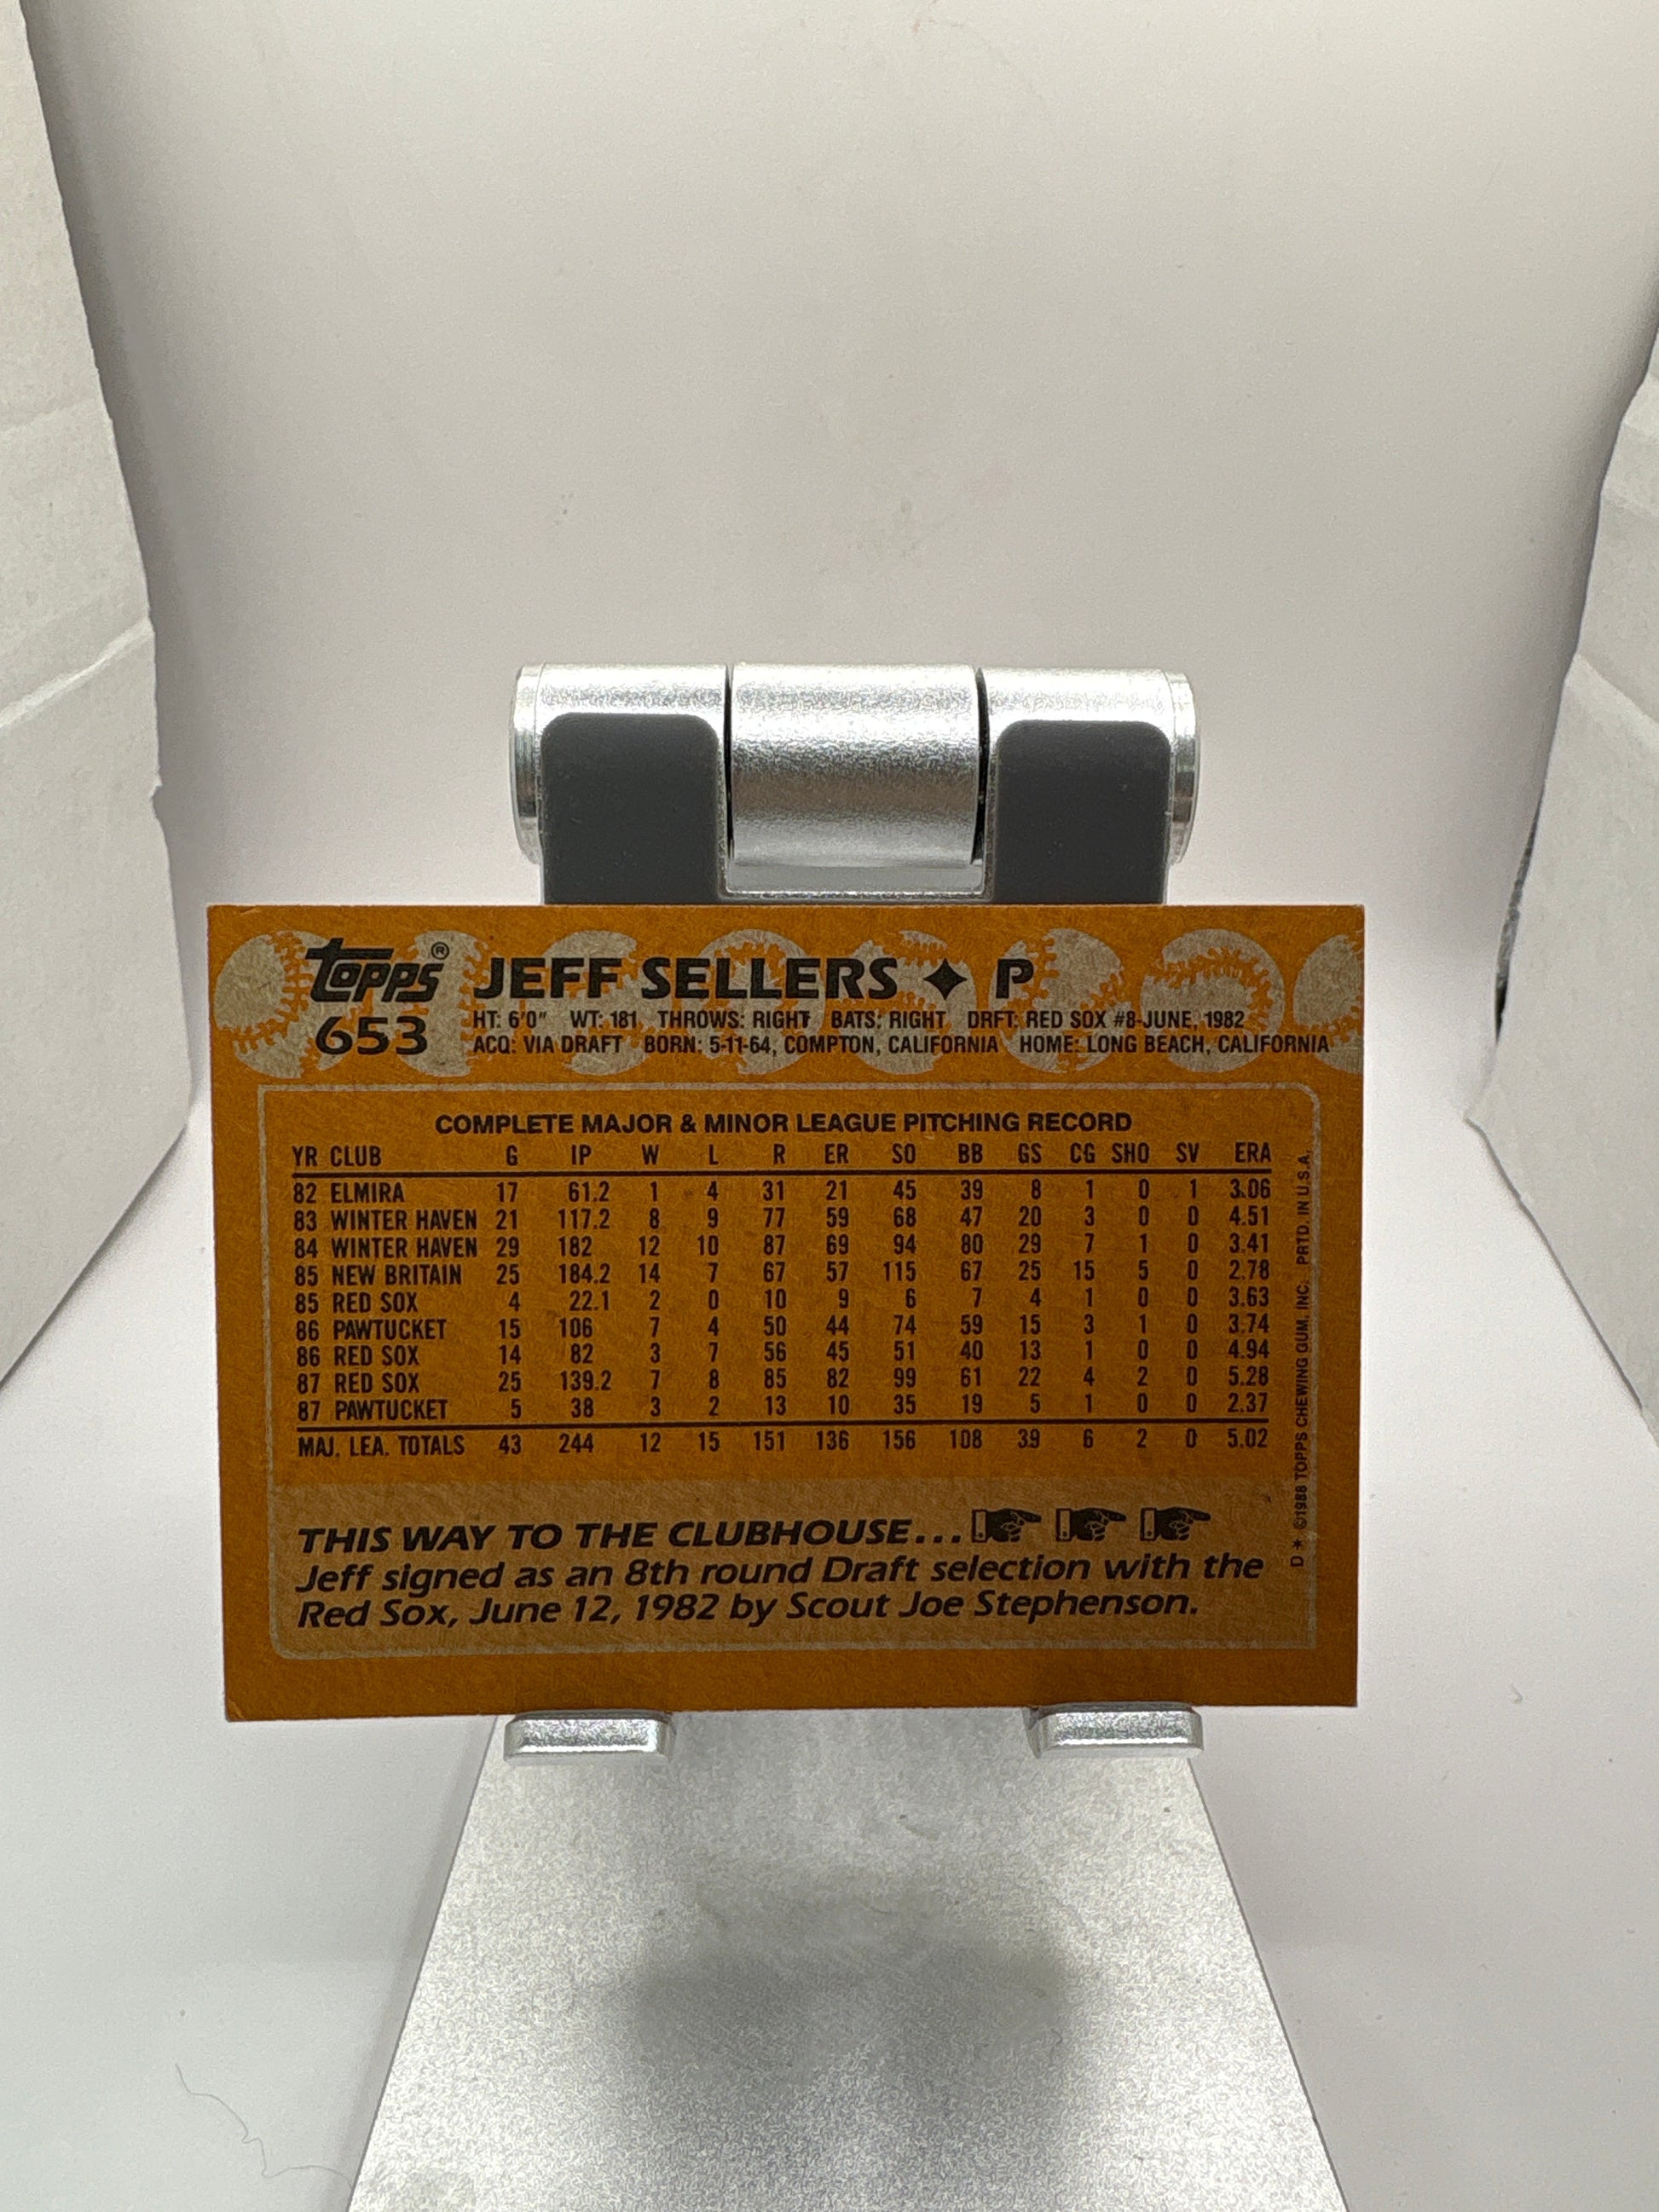 topps® JEFF SELLERS ✦ P
653 HT: 6'0" WT: 181 THROWS: RIGHT BATS: RIGHT DRFT: RED SOX #8-JUNE, 1982
ACQ: VIA DRAFT BORN: 5-11-64, COMPTON, CALIFORNIA HOME: LONG BEACH, CALIFORNIA
COMPLETE MAJOR & MINOR LEAGUE PITCHING RECORD
YR CLUB G IP W L R ER SO BB GS CG SHO SV ERA
82 ELMIRA 17 61.2 1 4 31 21 45 39 8 1 0 1 3.06
83 WINTER HAVEN 21 117.2 8 9 77 59 68 47 20 3 0 0 4.51
84 WINTER HAVEN 29 182 12 10 87 69 94 80 29 7 1 0 3.41
85 NEW BRITAIN 25 184.2 14 7 67 57 115 67 25 15 5 0 2.78
85 RED SOX 4 22.1 2 0 10 9 6 7 4 1 0 0 3.63
86 PAWTUCKET 15 106 7 4 50 44 74 59 15 3 1 0 3.74
86 RED SOX 14 82 3 7 56 45 51 40 13 1 0 0 4.94
87 RED SOX 25 139.2 7 8 85 82 99 61 22 4 2 0 5.28
87 PAWTUCKET 5 38 3 2 13 10 35 19 5 1 0 0 2.37
MAJ. LEA. TOTALS 43 244 12 15 151 136 156 108 39 6 2 0 5.02
THIS WAY TO THE CLUBHOUSE...
Jeff signed as an 8th round Draft selection with the
Red Sox, June 12, 1982 by Scout Joe Stephenson.
D* ©1988 TOPPS CHEWING GUM, INC. PRTD. IN U.S.A.